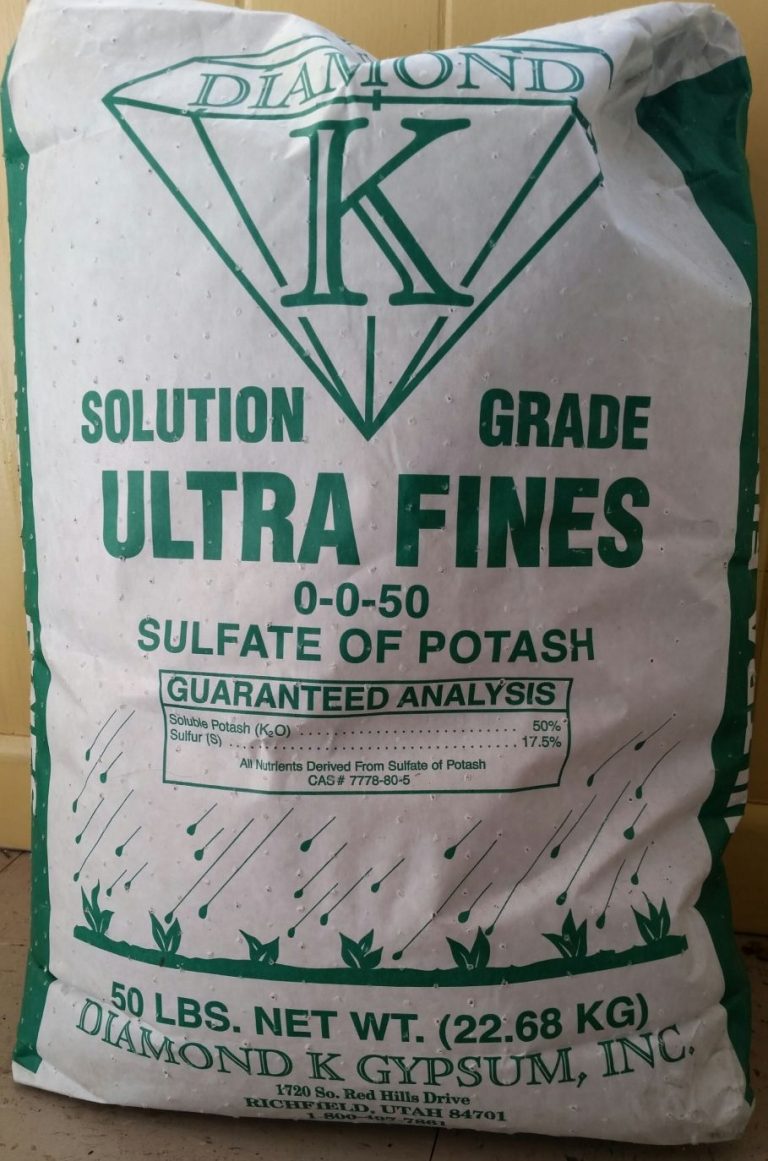 DIAMOND
K
SOLUTION GRADE
ULTRA FINES
0-0-50
SULFATE OF POTASH
GUARANTEED ANALYSIS
Soluble Potash (K₂O) .................................. 50%
Sulfur (S) .................................................. 17.5%
All Nutrients Derived From Sulfate of Potash
CAS # 7778-80-5
50 LBS. NET WT. (22.68 KG)
DIAMOND K GYPSUM, INC.
1720 So. Red Hills Drive
RICHFIELD, UTAH 84701